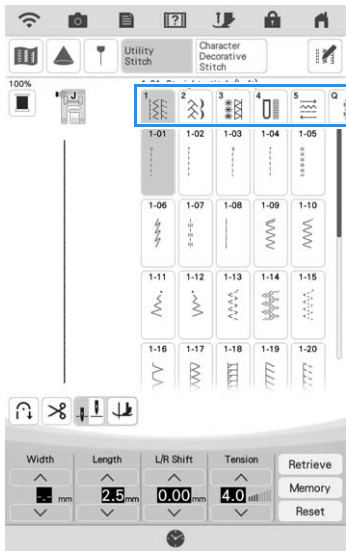 Utility
Stitch
Character
Decorative
Stitch
100%
J
1 2 3 4 5 Q
1-01 1-02 1-03 1-04 1-05
1-06 1-07 1-08 1-09 1-10
1-11 1-12 1-13 1-14 1-15
1-16 1-17 1-18 1-19 1-20
Width Length L/R Shift Tension
Retrieve
-.- mm 2.5 mm 0.00 mm 4.0
Memory
Reset